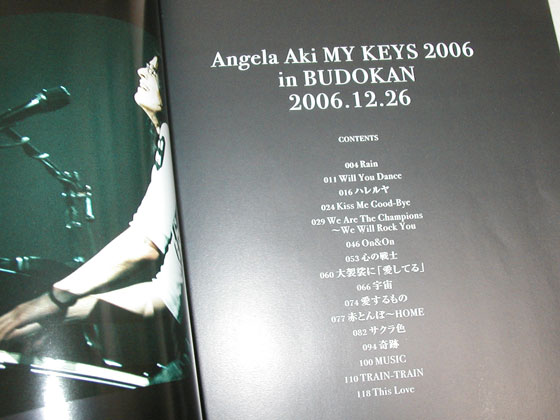 Angela Aki MY KEYS 2006
in BUDOKAN
2006.12.26
CONTENTS
004 Rain
011 Will You Dance
016 ハレルヤ
024 Kiss Me Good-Bye
029 We Are The Champions
～We Will Rock You
046 On&On
053 心の戦士
060 大袈裟に「愛してる」
066 宇宙
074 愛するもの
077 赤とんぼ～HOME
082 サクラ色
094 奇跡
100 MUSIC
110 TRAIN-TRAIN
118 This Love